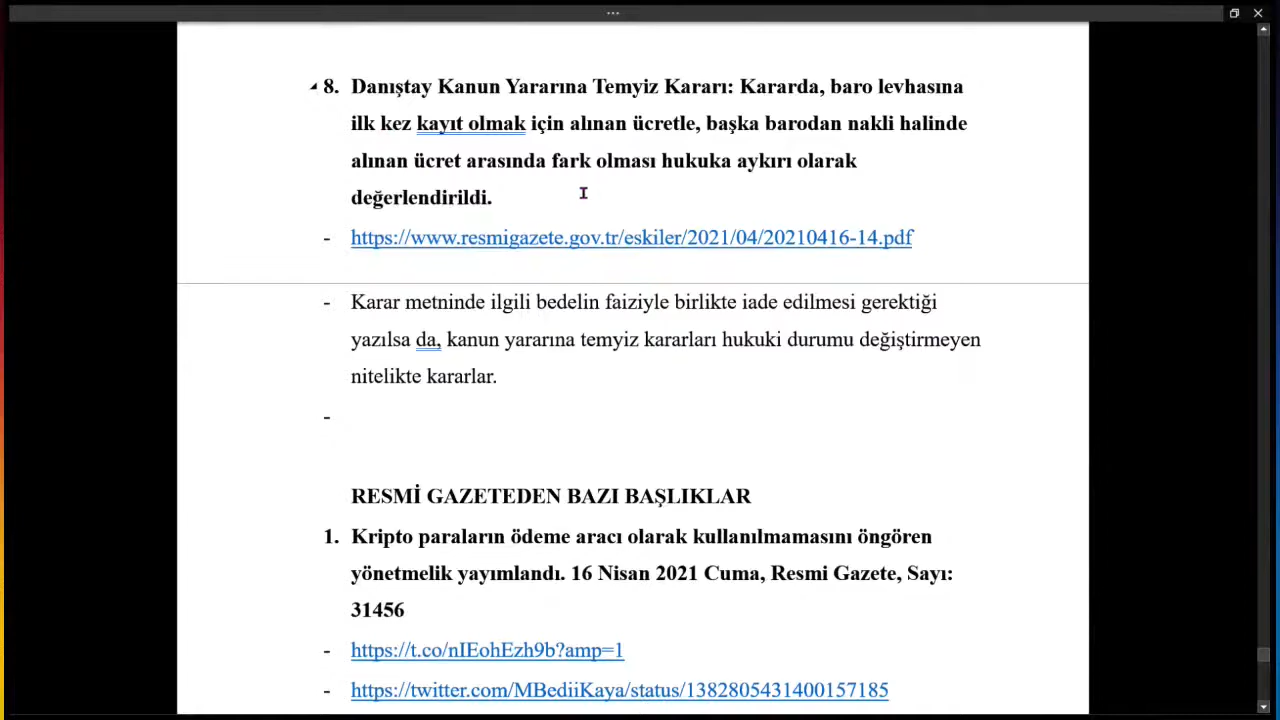 8. Danıştay Kanun Yararına Temyiz Kararı: Kararda, baro levhasına
ilk kez kayıt olmak için alınan ücretle, başka barodan nakli halinde
alınan ücret arasında fark olması hukuka aykırı olarak
değerlendirildi.
- https://www.resmigazete.gov.tr/eskiler/2021/04/20210416-14.pdf
- Karar metninde ilgili bedelin faiziyle birlikte iade edilmesi gerektiği
yazılsa da, kanun yararına temyiz kararları hukuki durumu değiştirmeyen
nitelikte kararlar.
-
RESMİ GAZETEDEN BAZI BAŞLIKLAR
1. Kripto paraların ödeme aracı olarak kullanılmamasını öngören
yönetmelik yayımlandı. 16 Nisan 2021 Cuma, Resmi Gazete, Sayı:
31456
- https://t.co/nIEohEzh9b?amp=1
- https://twitter.com/MBediiKaya/status/1382805431400157185